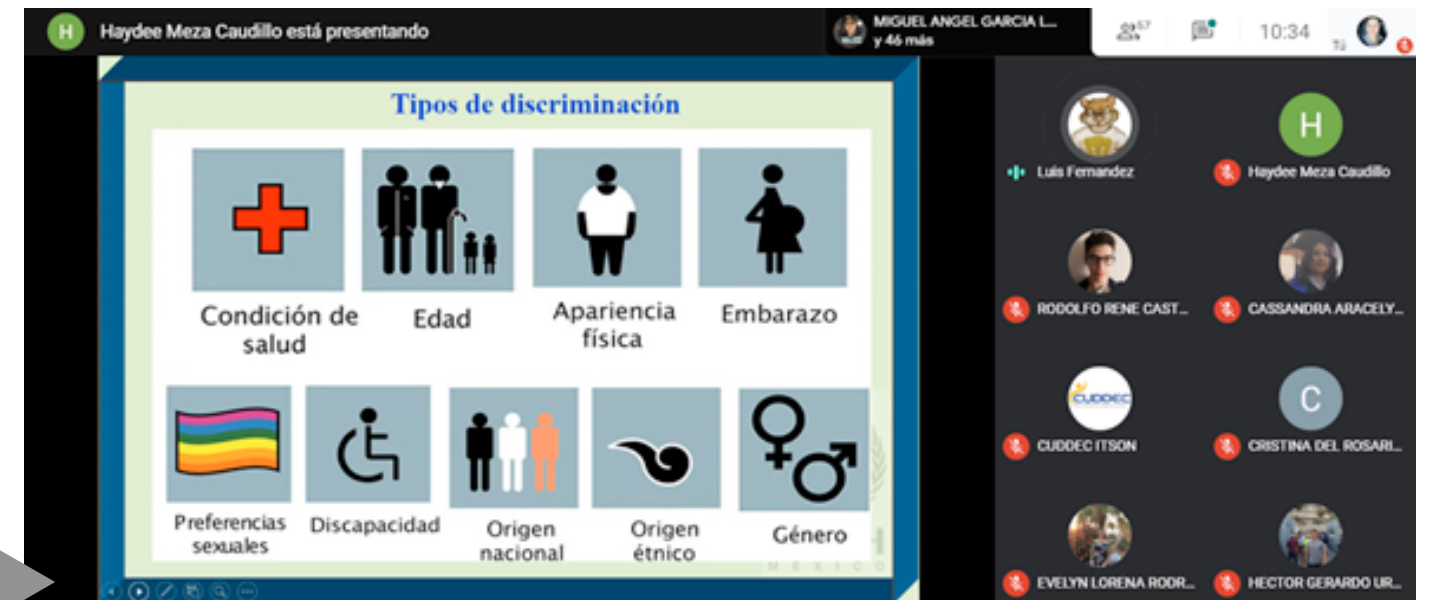 H Haydee Meza Caudillo está presentando
MIGUEL ANGEL GARCIA L...
y 46 más
57
10:34
Tú
Tipos de discriminación
Condición de
salud
Edad
Apariencia
física
Embarazo
Preferencias
sexuales
Discapacidad
Origen
nacional
Origen
étnico
Género
MEXICO
Luis Fernandez
H
Haydee Meza Caudillo
RODOLFO RENE CAST...
CASSANDRA ARACELY...
CUDDEC
CUDDEC ITSON
C
CRISTINA DEL ROSARI...
EVELYN LORENA RODR...
HECTOR GERARDO UR...